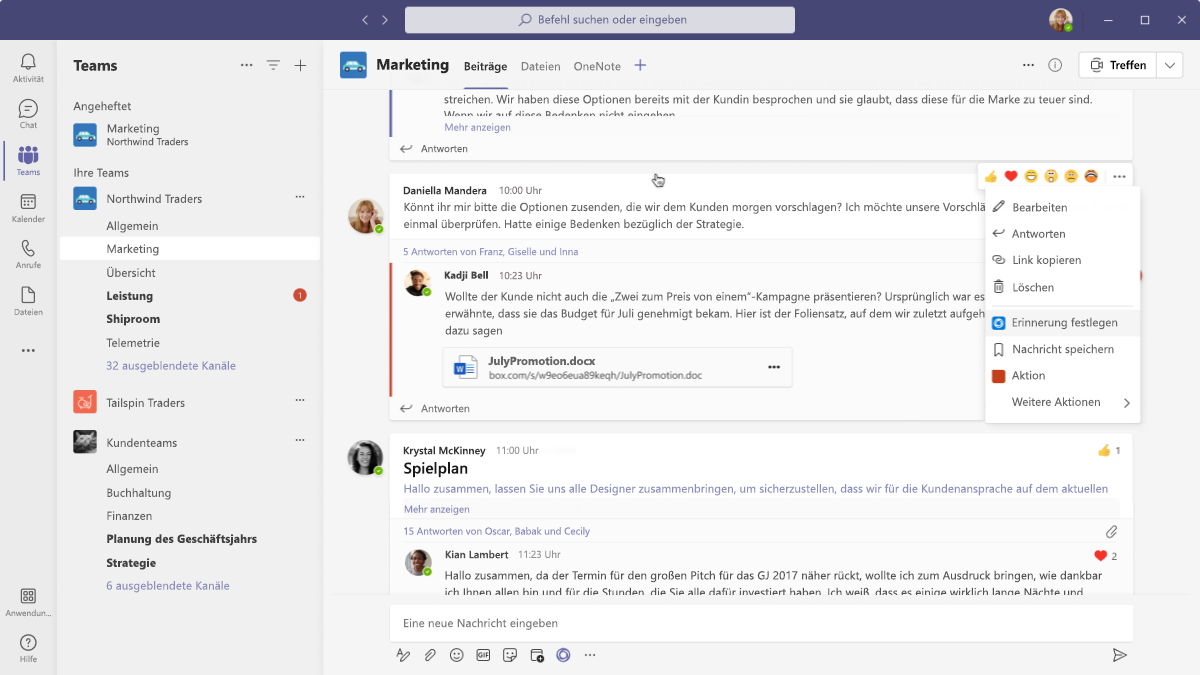 Befehl suchen oder eingeben
Aktivität
Chat
Teams
Kalender
Anrufe
Dateien
Anwendun...
Hilfe
Teams
Angeheftet
Marketing
Northwind Traders
Ihre Teams
Northwind Traders
Allgemein
Marketing
Übersicht
Leistung
1
Shiproom
Telemetrie
32 ausgeblendete Kanäle
Tailspin Traders
Kundenteams
Allgemein
Buchhaltung
Finanzen
Planung des Geschäftsjahrs
Strategie
6 ausgeblendete Kanäle
Marketing Beiträge Dateien OneNote
Treffen
streichen. Wir haben diese Optionen bereits mit der Kundin besprochen und sie glaubt, dass diese für die Marke zu teuer sind.
Wenn wir auf diese Bedenken nicht eingehen
Mehr anzeigen
Antworten
Daniella Mandera 10:00 Uhr
Könnt ihr mir bitte die Optionen zusenden, die wir dem Kunden morgen vorschlagen? Ich möchte unsere Vorschlä
einmal überprüfen. Hatte einige Bedenken bezüglich der Strategie.
5 Antworten von Franz, Giselle und Inna
Kadji Bell 10:23 Uhr
Wollte der Kunde nicht auch die „Zwei zum Preis von einem“-Kampagne präsentieren? Ursprünglich war es
erwähnte, dass sie das Budget für Juli genehmigt bekam. Hier ist der Foliensatz, auf dem wir zuletzt aufgeh
dazu sagen
JulyPromotion.docx
box.com/s/w9eo6eua89keqh/JulyPromotion.doc
Antworten
Bearbeiten
Antworten
Link kopieren
Löschen
Erinnerung festlegen
Nachricht speichern
Aktion
Weitere Aktionen
Krystal McKinney 11:00 Uhr
1
Spielplan
Hallo zusammen, lassen Sie uns alle Designer zusammenbringen, um sicherzustellen, dass wir für die Kundenansprache auf dem aktuellen
Mehr anzeigen
15 Antworten von Oscar, Babak und Cecily
Kian Lambert 11:23 Uhr
2
Hallo zusammen, da der Termin für den großen Pitch für das GJ 2017 näher rückt, wollte ich zum Ausdruck bringen, wie dankbar
ich Ihnen allen bin und für die Stunden, die Sie alle dafür investiert haben. Ich weiß, dass es einige wirklich lange Nächte und
Eine neue Nachricht eingeben
GIF